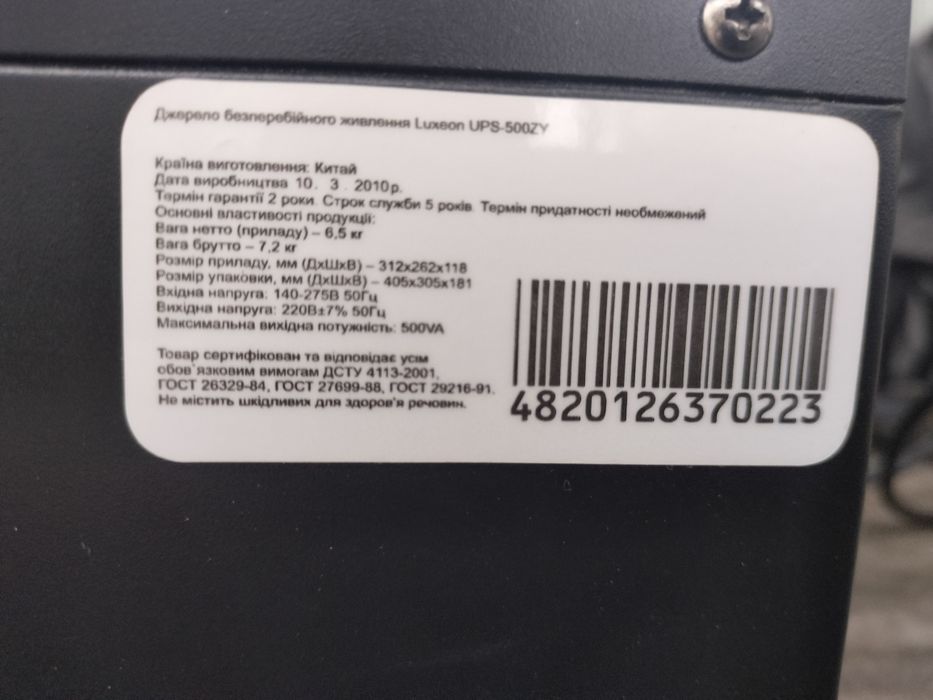 Джерело безперебійного живлення Luxeon UPS-500ZY
Країна виготовлення: Китай
Дата виробництва 10. 3 . 2010р.
Термін гарантії 2 роки. Строк служби 5 років. Термін придатності необмежений
Основні властивості продукції:
Вага нетто (приладу) – 6,5 кг
Вага брутто – 7,2 кг
Розмір приладу, мм (ДхШхВ) – 312х262х118
Розмір упаковки, мм (ДхШхВ) – 405х305х181
Вхідна напруга: 140-275В 50Гц
Вихідна напруга: 220В±7% 50Гц
Максимальна вихідна потужність: 500VA
Товар сертифікован та відповідає усім
обов'язковим вимогам ДСТУ 4113-2001,
ГОСТ 26329-84, ГОСТ 27699-88, ГОСТ 29216-91.
Не містить шкідливих для здоров'я речовин.
4820126370223